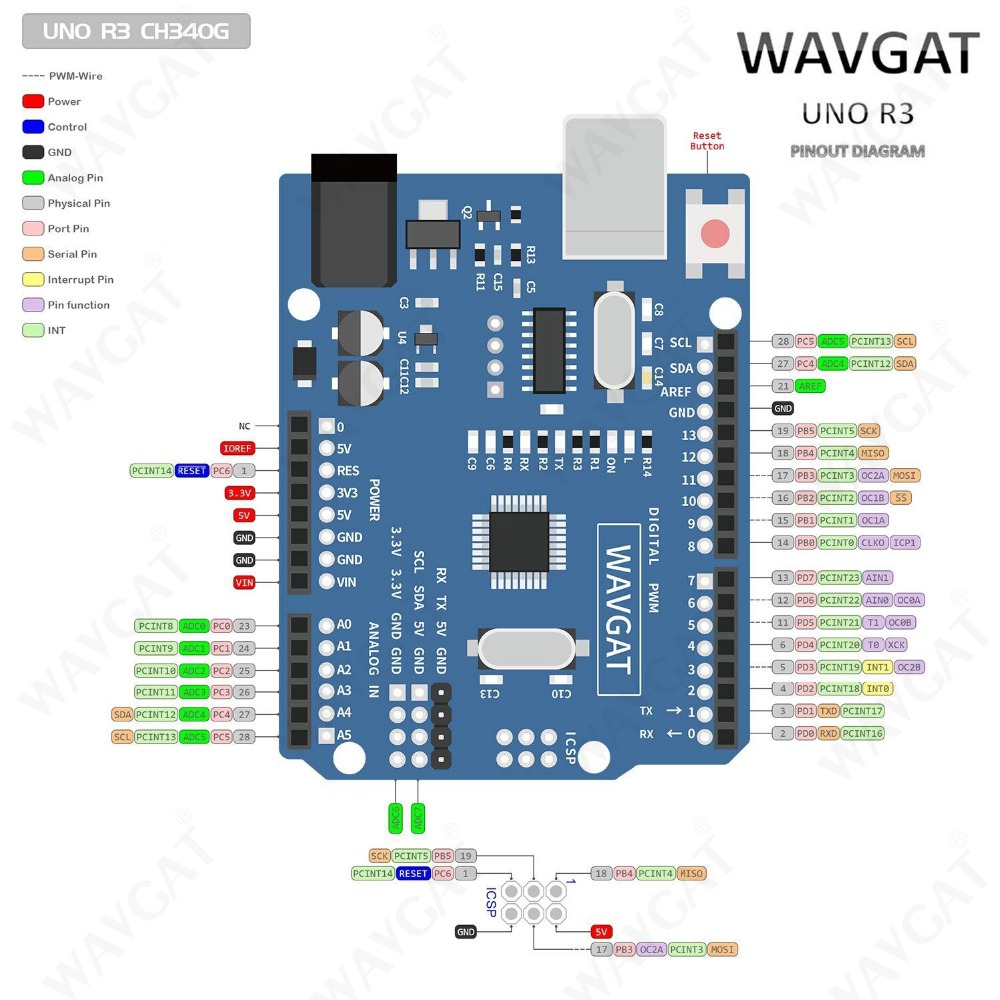 UNO R3 CH340G
WAVGAT
UNO R3
PINOUT DIAGRAM
PWM-Wire
Power
Control
GND
Analog Pin
Physical Pin
Port Pin
Serial Pin
Interrupt Pin
Pin function
INT
Reset
Button
Q2
R13
R11
C15
C5
C3
U4
C11C12
C8
C7
C14
SCL 28 PC5 ADC5 PCINT13 SCL
SDA 27 PC4 ADC4 PCINT12 SDA
AREF 21 AREF
GND GND
13 19 PB5 PCINT5 SCK
12 18 PB4 PCINT4 MISO
11 17 PB3 PCINT3 OC2A MOSI
10 16 PB2 PCINT2 OC1B SS
9 15 PB1 PCINT1 OC1A
8 14 PB0 PCINT0 CLKO ICP1
7 13 PD7 PCINT23 AIN1
6 12 PD6 PCINT22 AIN0 OC0A
5 11 PD5 PCINT21 T1 OC0B
4 6 PD4 PCINT20 T0 XCK
3 5 PD3 PCINT19 INT1 OC2B
2 4 PD2 PCINT18 INT0
TX → 1 3 PD1 TXD PCINT17
RX ← 0 2 PD0 RXD PCINT16
NC 0
IOREF 5V
PCINT14 RESET PC6 1 RES
3.3V 3V3
5V 5V
GND GND
GND GND
VIN VIN
POWER
PCINT8 ADC0 PC0 23 A0
PCINT9 ADC1 PC1 24 A1
PCINT10 ADC2 PC2 25 A2
PCINT11 ADC3 PC3 26 A3
SDA PCINT12 ADC4 PC4 27 A4
SCL PCINT13 ADC5 PC5 28 A5
ANALOG IN
C9 C6 R4 RX R2 TX R3 R1 ON L R14
3.3V 3.3V GND GND
SCL SDA 5V GND
RX TX 5V GND
DIGITAL PWM
WAVGAT
C13
C10
ICSP
ADC6
ADC7
SCK PCINT5 PB5 19
PCINT14 RESET PC6 1
18 PB4 PCINT4 MISO
1
ICSP
GND
5V
17 PB3 OC2A PCINT3 MOSI
WAVGAT